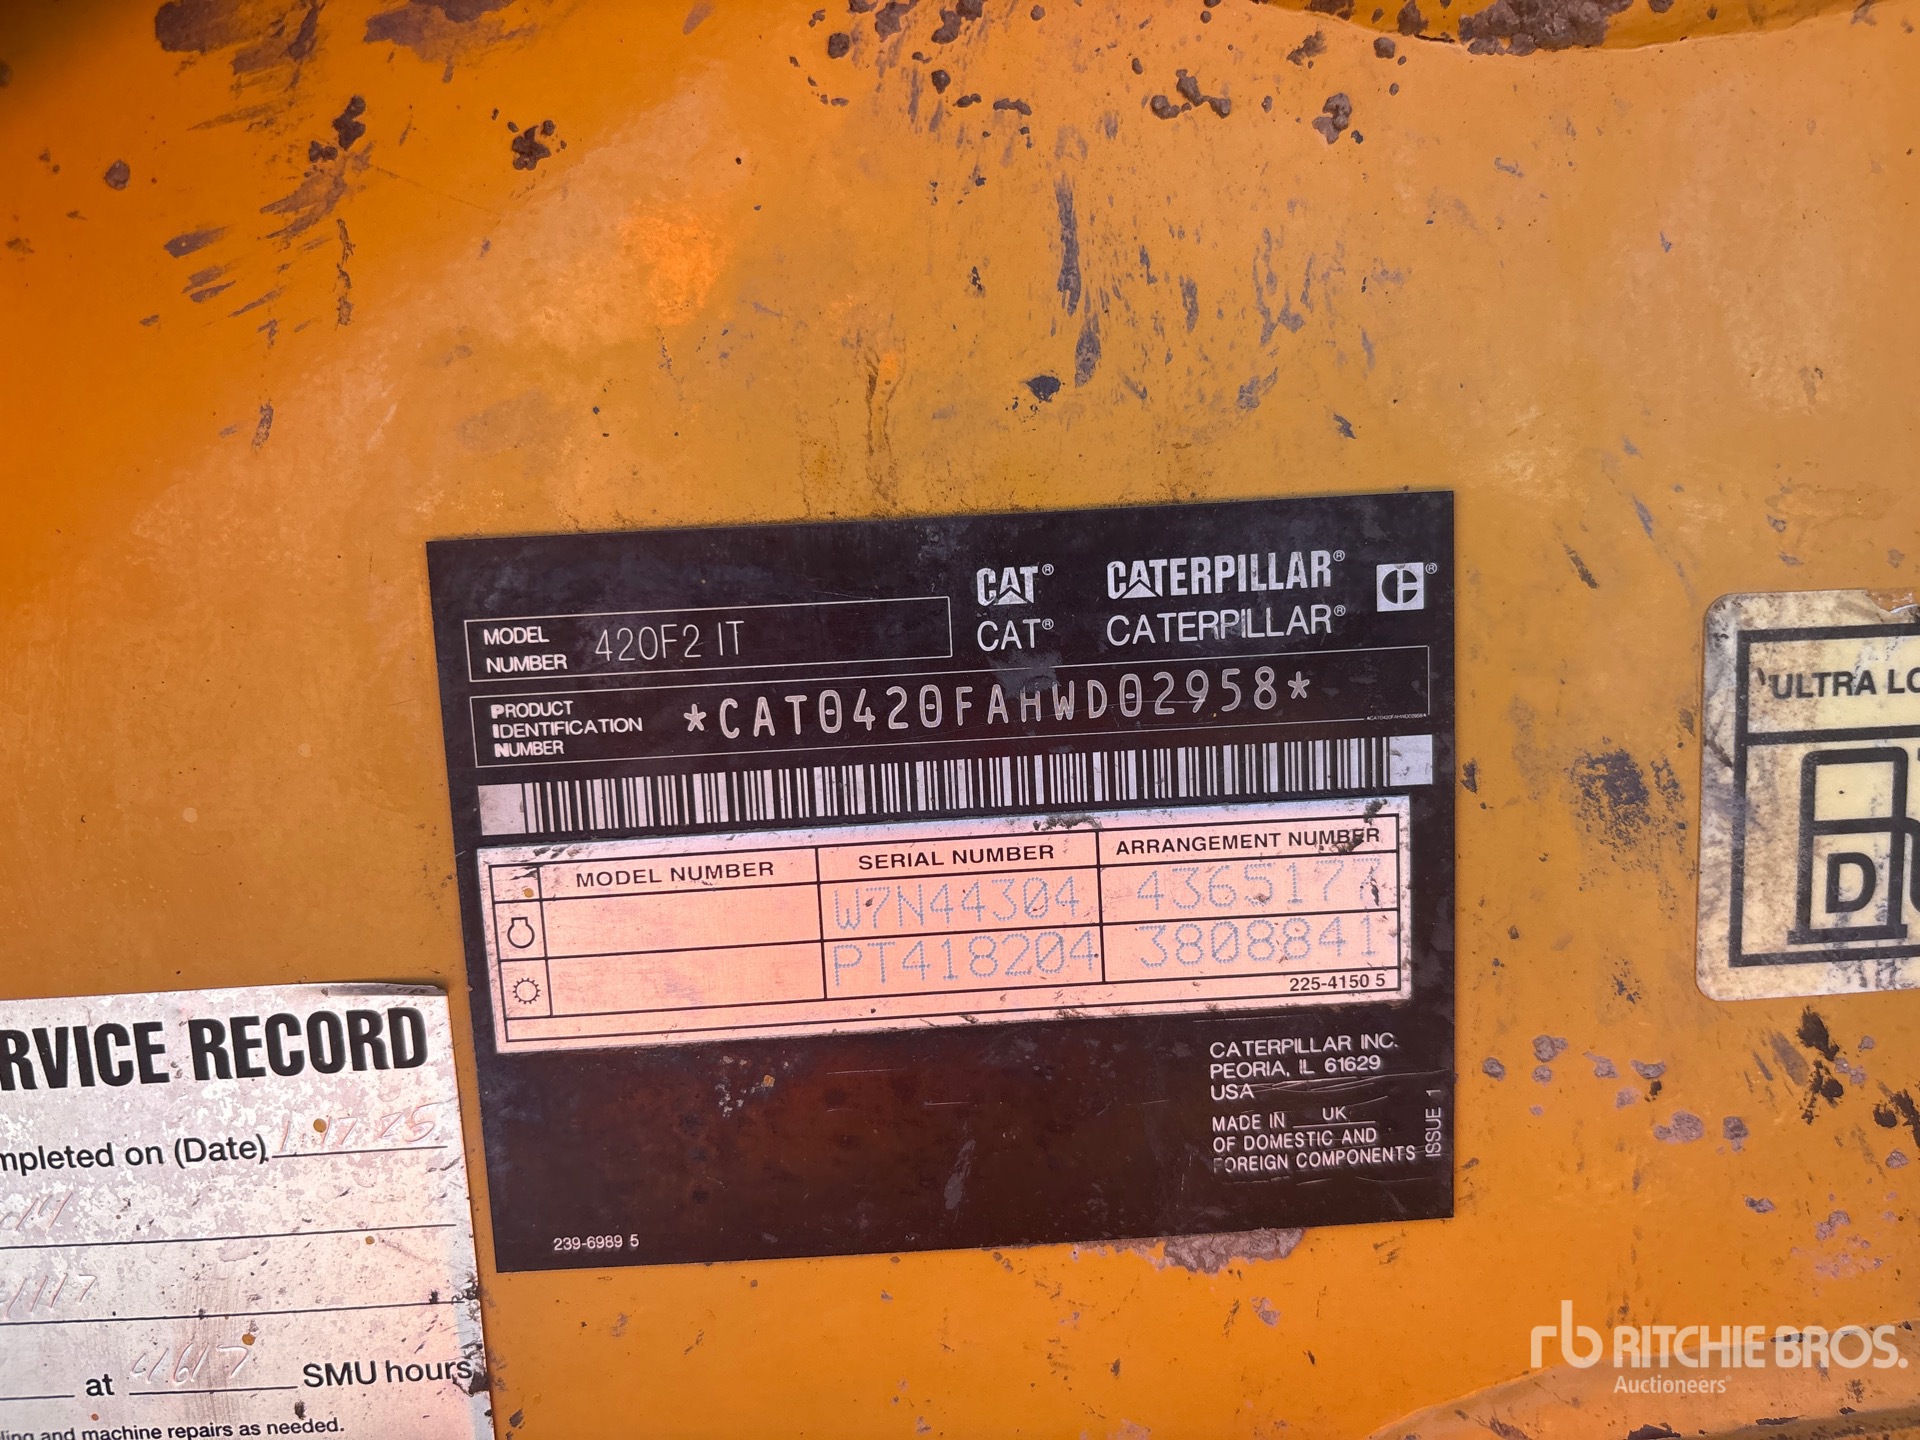 CAT® CATERPILLAR®
CAT® CATERPILLAR®
MODEL NUMBER 420F2 IT
PRODUCT IDENTIFICATION NUMBER *CAT0420FAHWD02958*
*CAT0420FAHWD02958*
MODEL NUMBER SERIAL NUMBER ARRANGEMENT NUMBER
W7N44304 4365177
PT418204 3808841
225-4150 5
CATERPILLAR INC.
PEORIA, IL 61629
USA
MADE IN UK
OF DOMESTIC AND
FOREIGN COMPONENTS
ISSUE 1
239-6989 5
ULTRA LO
D
RVICE RECORD
mpleted on (Date)
at SMU hours
ling and machine repairs as needed.
rb RITCHIE BROS.
Auctioneers